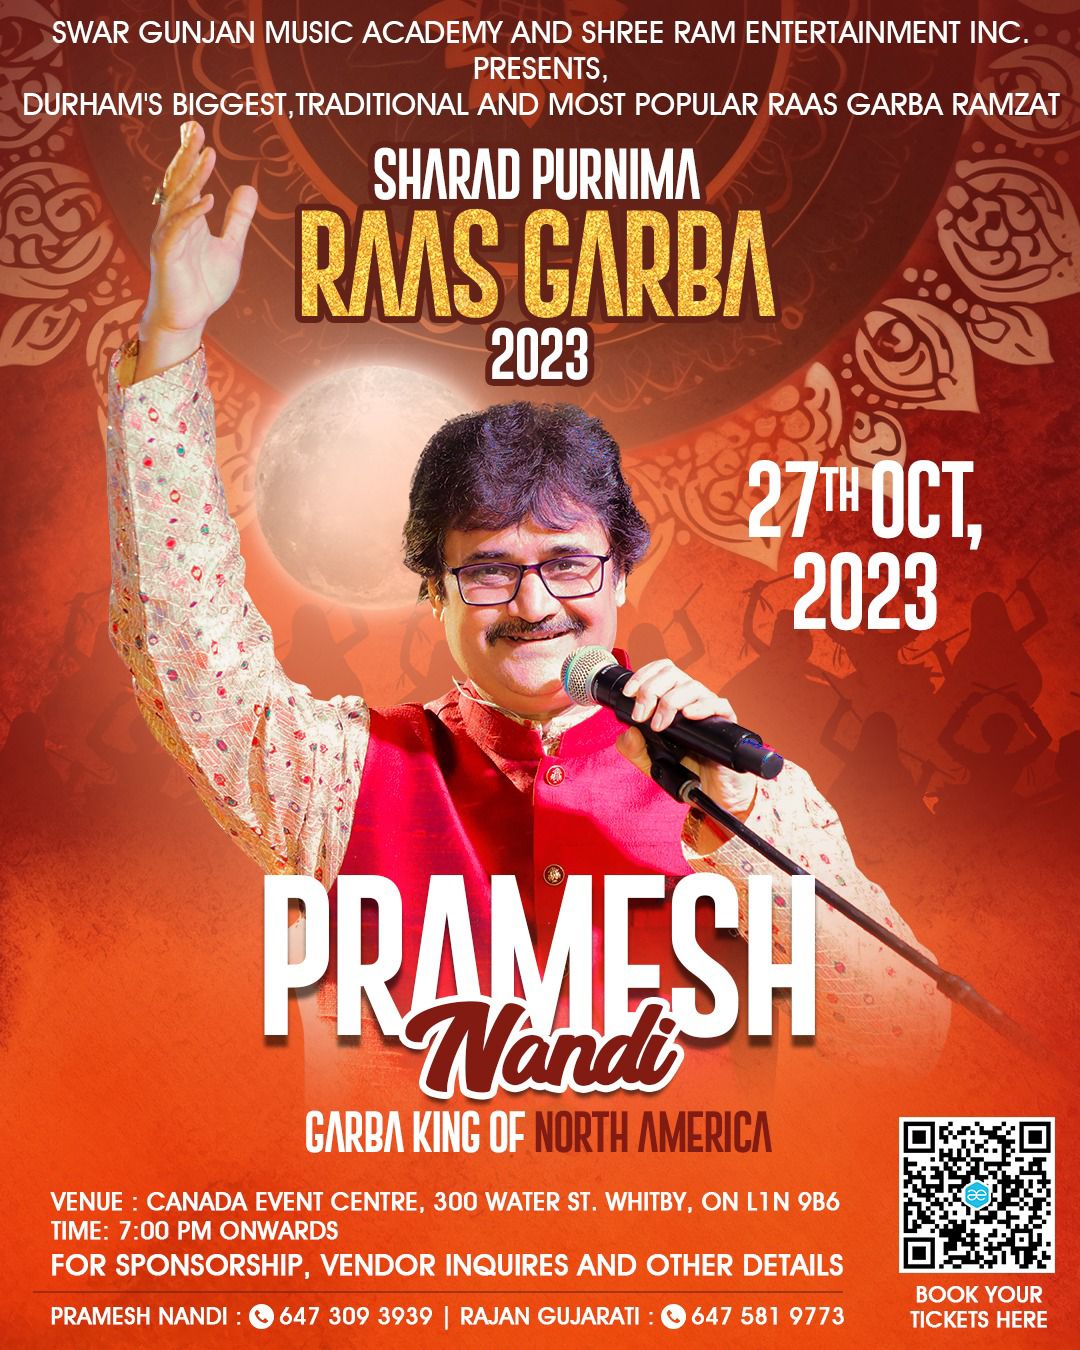 SWAR GUNJAN MUSIC ACADEMY AND SHREE RAM ENTERTAINMENT INC.
PRESENTS,
DURHAM'S BIGGEST,TRADITIONAL AND MOST POPULAR RAAS GARBA RAMZAT
SHARAD PURNIMA
RAAS GARBA
2023
27TH OCT,
2023
PRAMESH
Nandi
GARBA KING OF NORTH AMERICA
VENUE : CANADA EVENT CENTRE, 300 WATER ST. WHITBY, ON L1N 9B6
TIME: 7:00 PM ONWARDS
FOR SPONSORSHIP, VENDOR INQUIRES AND OTHER DETAILS
PRAMESH NANDI : 647 309 3939 | RAJAN GUJARATI : 647 581 9773
æ
BOOK YOUR
TICKETS HERE